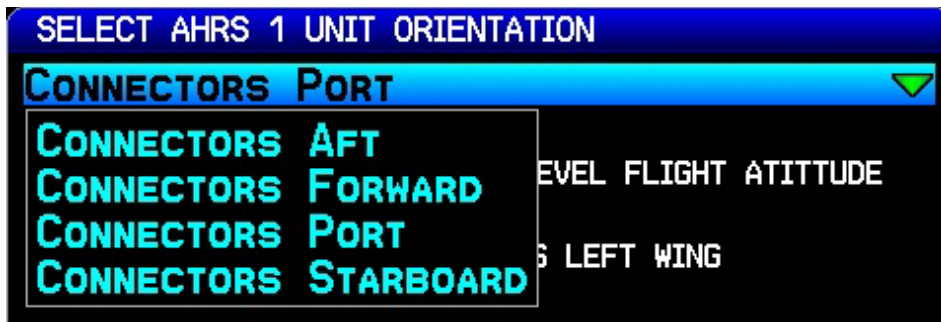 SELECT AHRS 1 UNIT ORIENTATION
CONNECTORS PORT
CONNECTORS AFT
EVEL FLIGHT ATITTUDE
CONNECTORS FORWARD
CONNECTORS PORT
LEFT WING
CONNECTORS STARBOARD